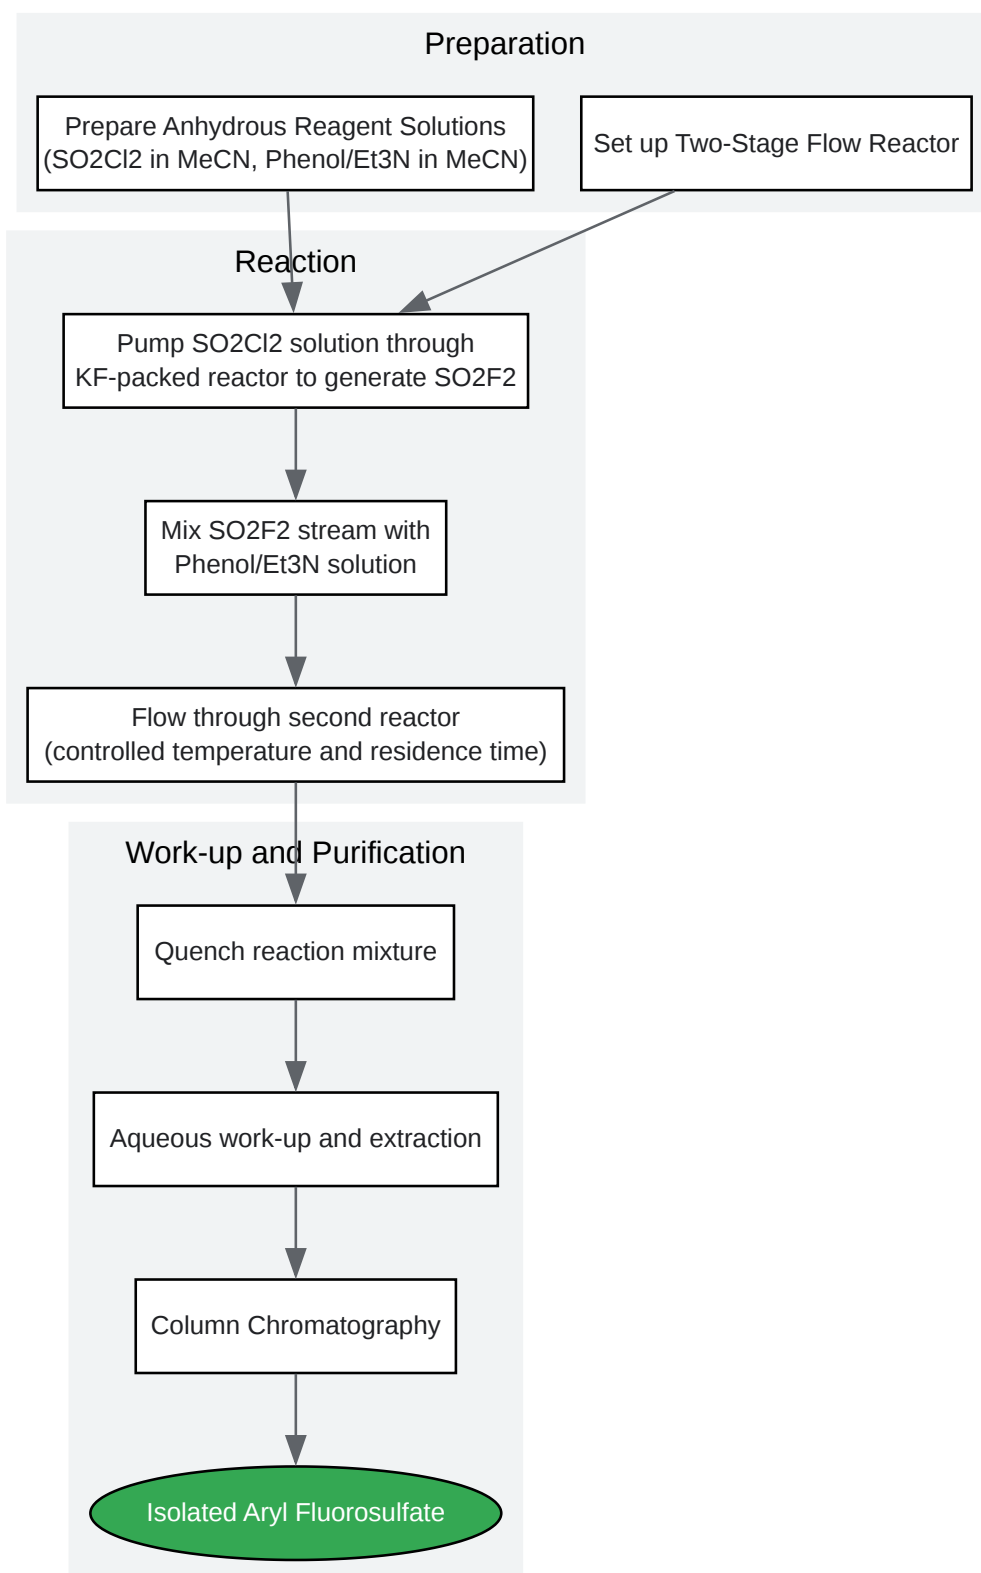 Preparation
Prepare Anhydrous Reagent Solutions
(SO2Cl2 in MeCN, Phenol/Et3N in MeCN)
Set up Two-Stage Flow Reactor
Reaction
Pump SO2Cl2 solution through
KF-packed reactor to generate SO2F2
Mix SO2F2 stream with
Phenol/Et3N solution
Flow through second reactor
(controlled temperature and residence time)
Work-up and Purification
Quench reaction mixture
Aqueous work-up and extraction
Column Chromatography
Isolated Aryl Fluorosulfate